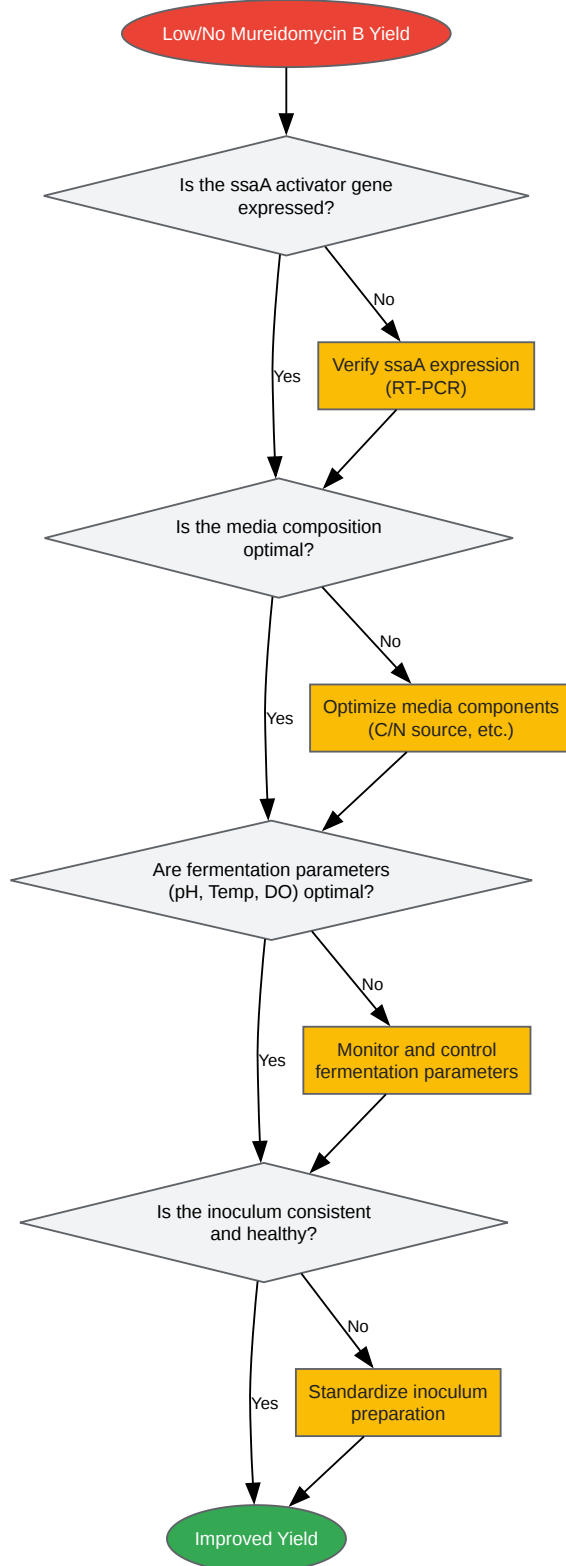 Low/No Mureidomycin B Yield
Is the ssaA activator gene
expressed?
No
Verify ssaA expression
(RT-PCR)
Yes
Is the media composition
optimal?
No
Optimize media components
(C/N source, etc.)
Yes
Are fermentation parameters
(pH, Temp, DO) optimal?
No
Monitor and control
fermentation parameters
Yes
Is the inoculum consistent
and healthy?
No
Standardize inoculum
preparation
Yes
Improved Yield